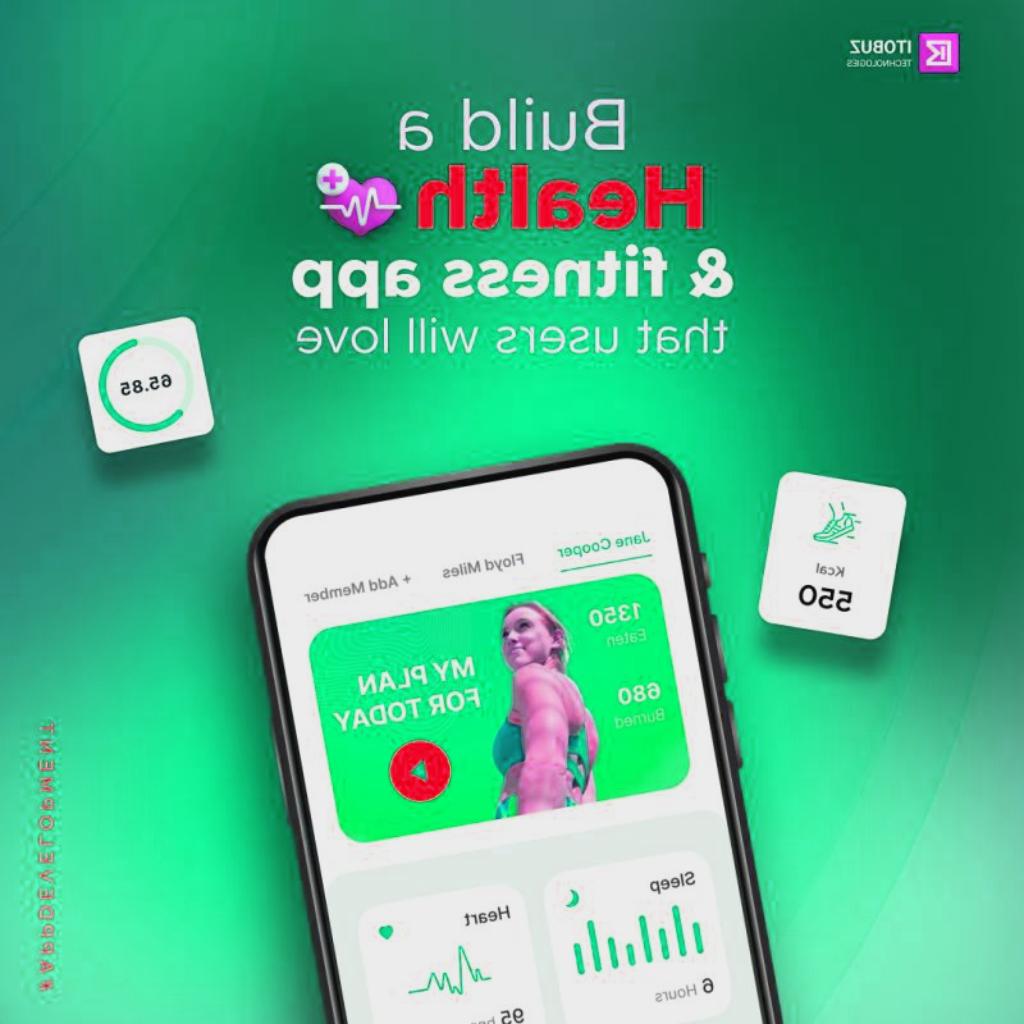 ITOBUZ
TECHNOLOGIES
Build a
Health
& fitness app
that users will love
65.85
Kcal
550
Jane Cooper
Floyd Miles
+ Add Member
1350
Eaten
680
Burned
MY PLAN
FOR TODAY
Sleep
6 Hours
Heart
95
#APPDEVELOPMENT